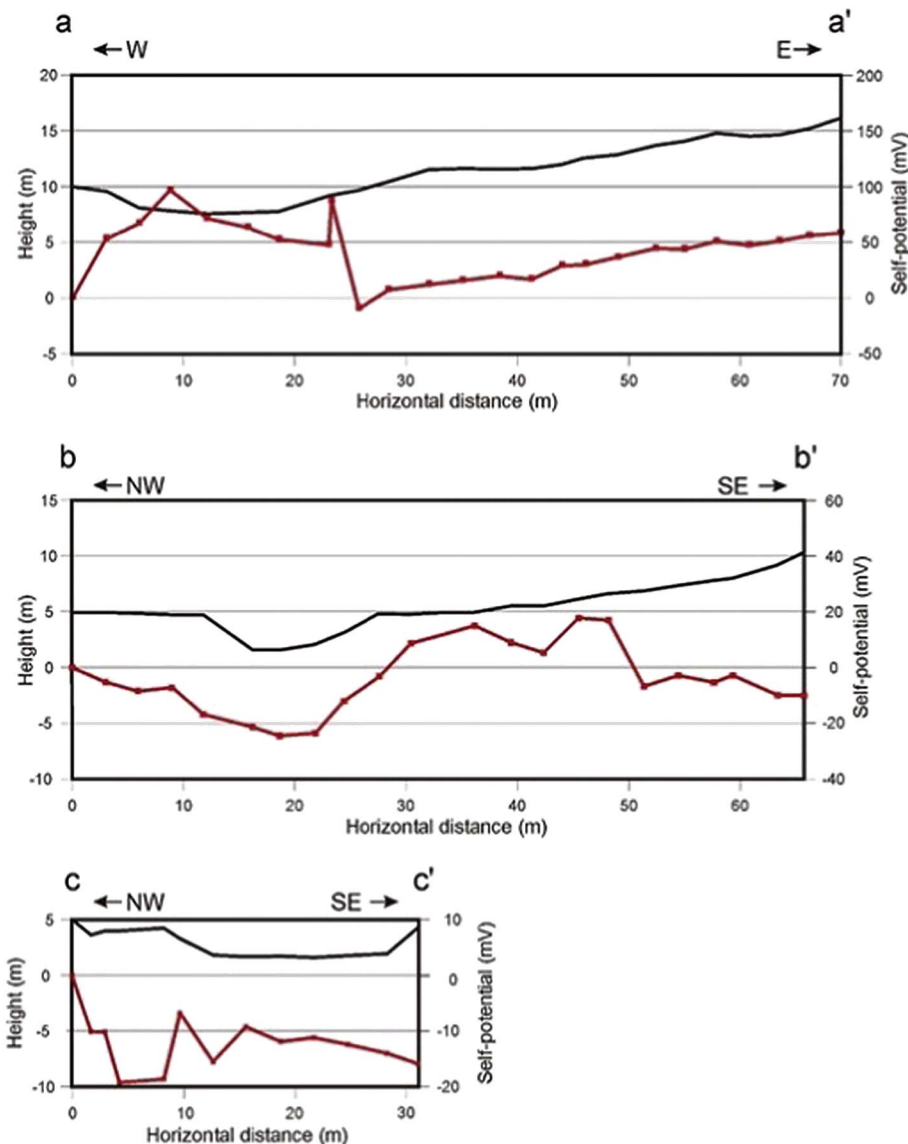 a a'
←W E→
20 200
15 150
10 100
5 50
0 0
-5 -50
Height (m)
Self-potential (mV)
0 10 20 30 40 50 60 70
Horizontal distance (m)
b b'
←NW SE→
15 60
10 40
5 20
0 0
-5 -20
-10 -40
Height (m)
Self-potential (mV)
0 10 20 30 40 50 60
Horizontal distance (m)
c c'
←NW SE→
5 10
0 0
-5 -10
-10 -20
Height (m)
Self-potential (mV)
0 10 20 30
Horizontal distance (m)